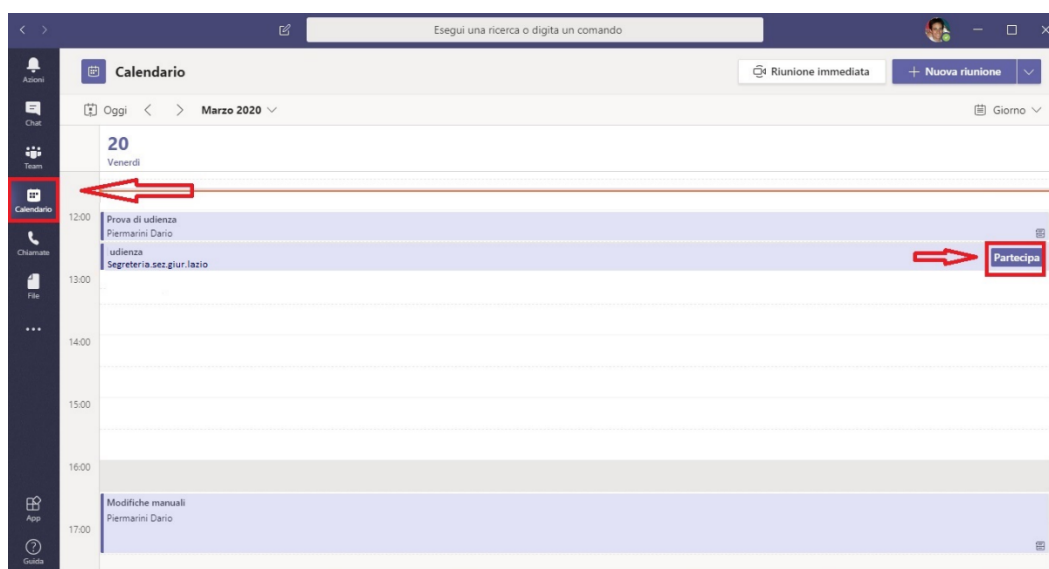 Esegui una ricerca o digita un comando
Azioni
Chat
Team
Calendario
Chiamate
File
App
Guida
Calendario
Riunione immediata
Nuova riunione
Oggi
Marzo 2020
Giorno
20
Venerdì
12:00
Prova di udienza
Piermarini Dario
udienza
Segreteria.sez.giur.lazio
Partecipa
13:00
14:00
15:00
16:00
Modifiche manuali
Piermarini Dario
17:00